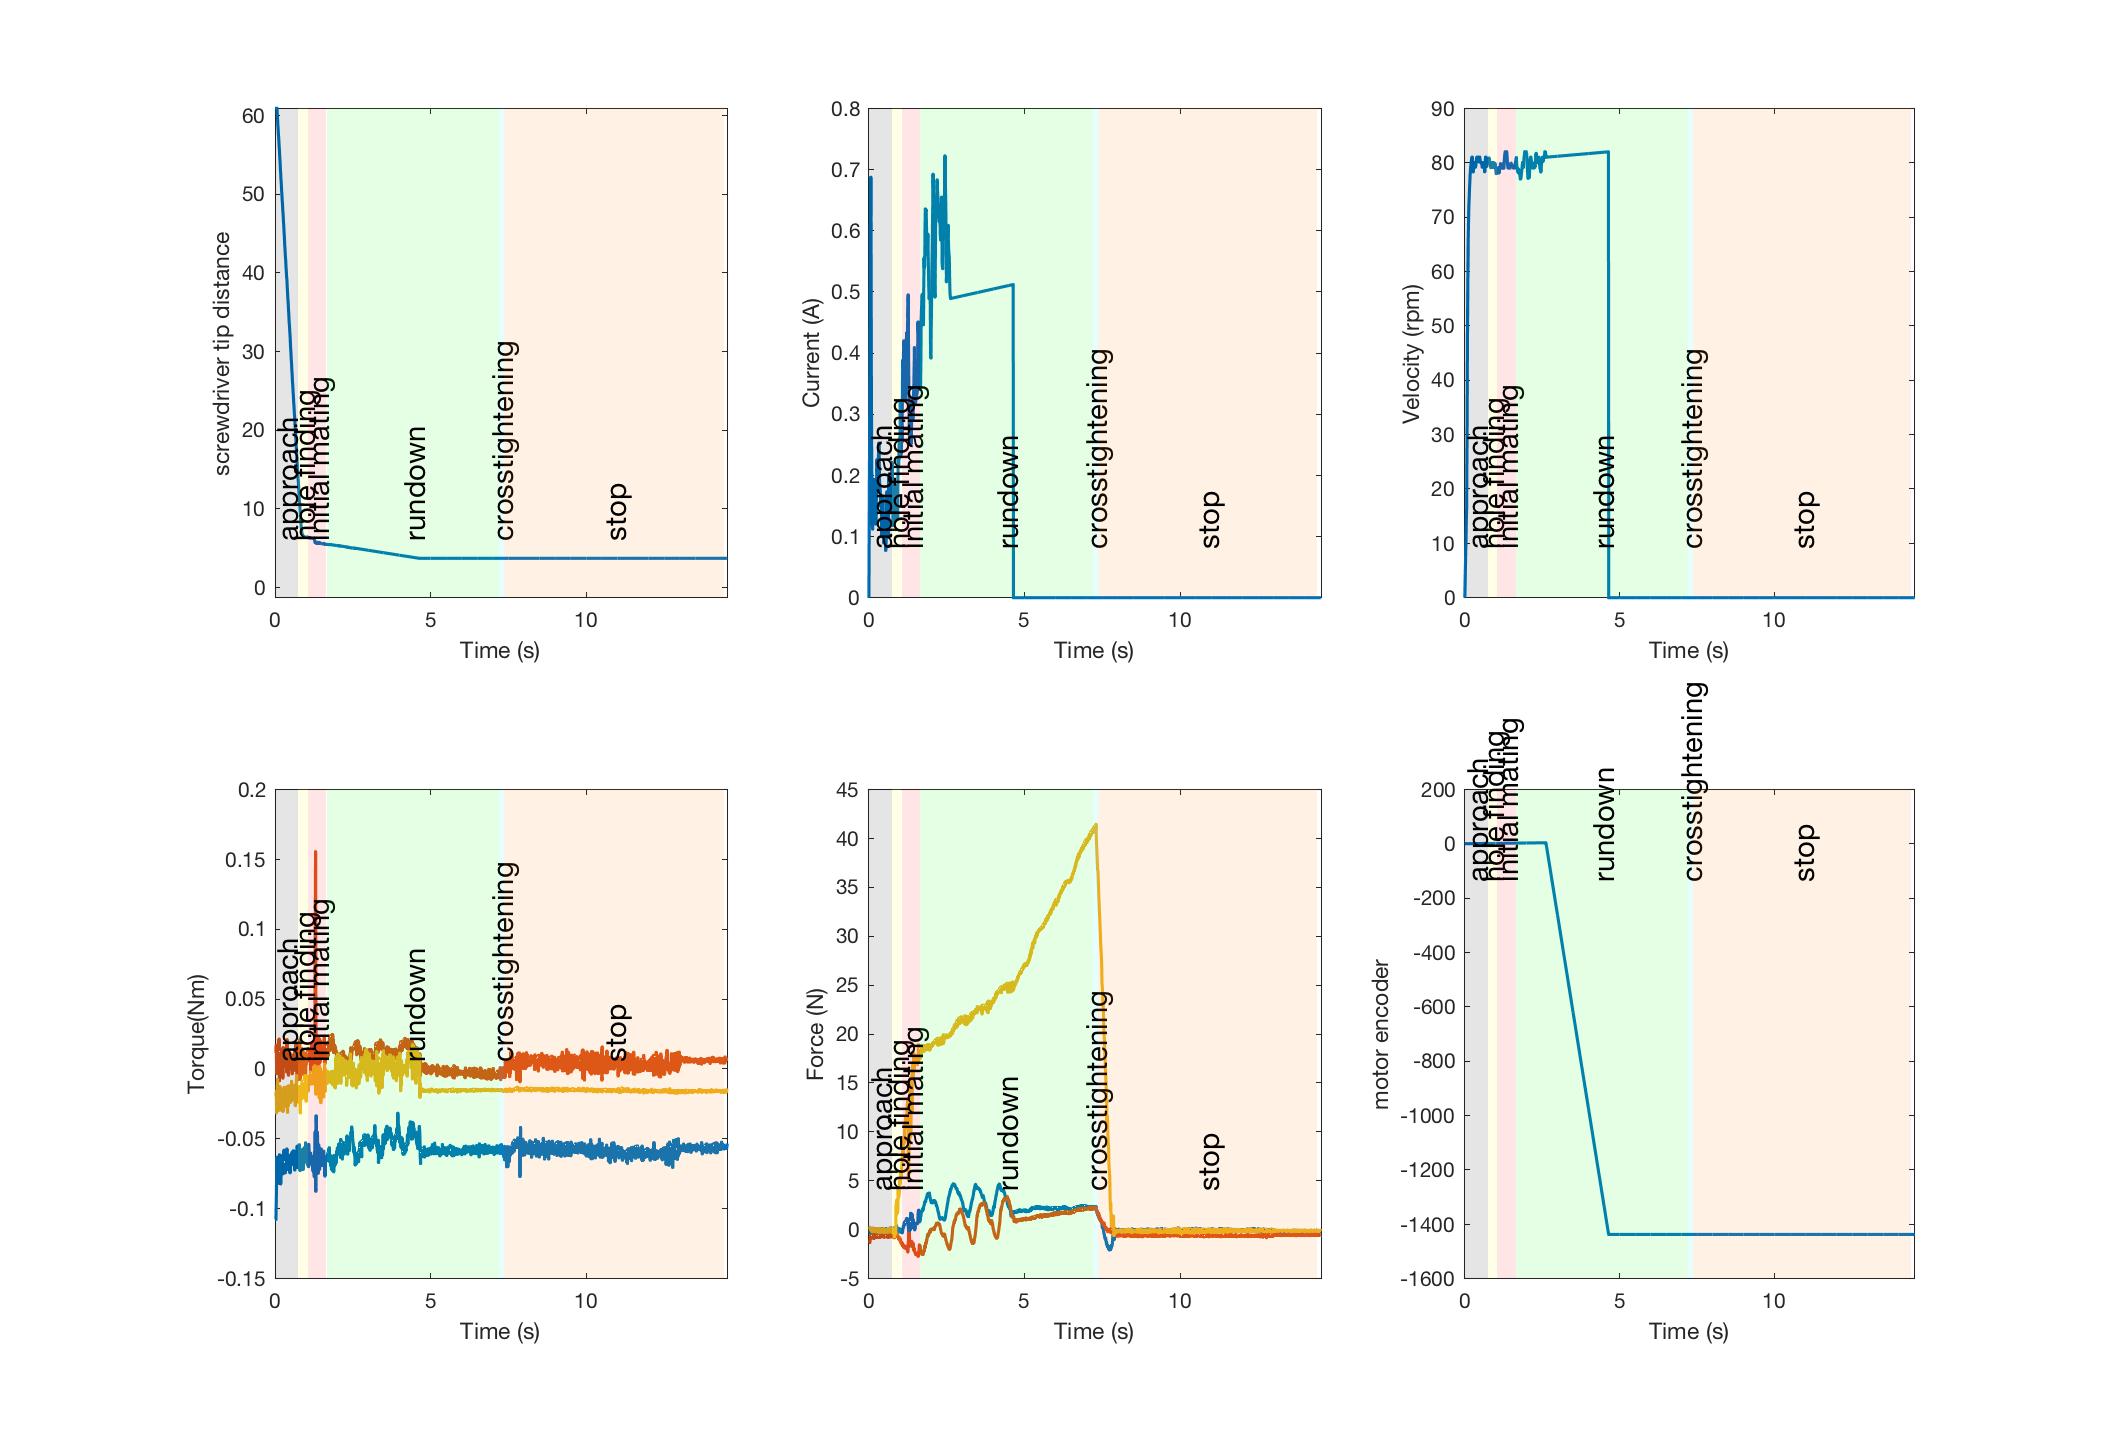 60
50
40
30
20
10
0
screwdriver tip distance
approach
hole finding
initial mating
rundown
crosstightening
stop
0
5
10
Time (s)
0.8
0.7
0.6
0.5
0.4
0.3
0.2
0.1
0
Current (A)
approach
hole finding
initial mating
rundown
crosstightening
stop
0
5
10
Time (s)
90
80
70
60
50
40
30
20
10
0
Velocity (rpm)
approach
hole finding
initial mating
rundown
crosstightening
stop
0
5
10
Time (s)
0.2
0.15
0.1
0.05
0
-0.05
-0.1
-0.15
Torque(Nm)
approach
hole finding
initial mating
rundown
crosstightening
stop
0
5
10
Time (s)
45
40
35
30
25
20
15
10
5
0
-5
Force (N)
approach
hole finding
initial mating
rundown
crosstightening
stop
0
5
10
Time (s)
200
0
-200
-400
-600
-800
-1000
-1200
-1400
-1600
motor encoder
approach
hole finding
initial mating
rundown
crosstightening
stop
0
5
10
Time (s)